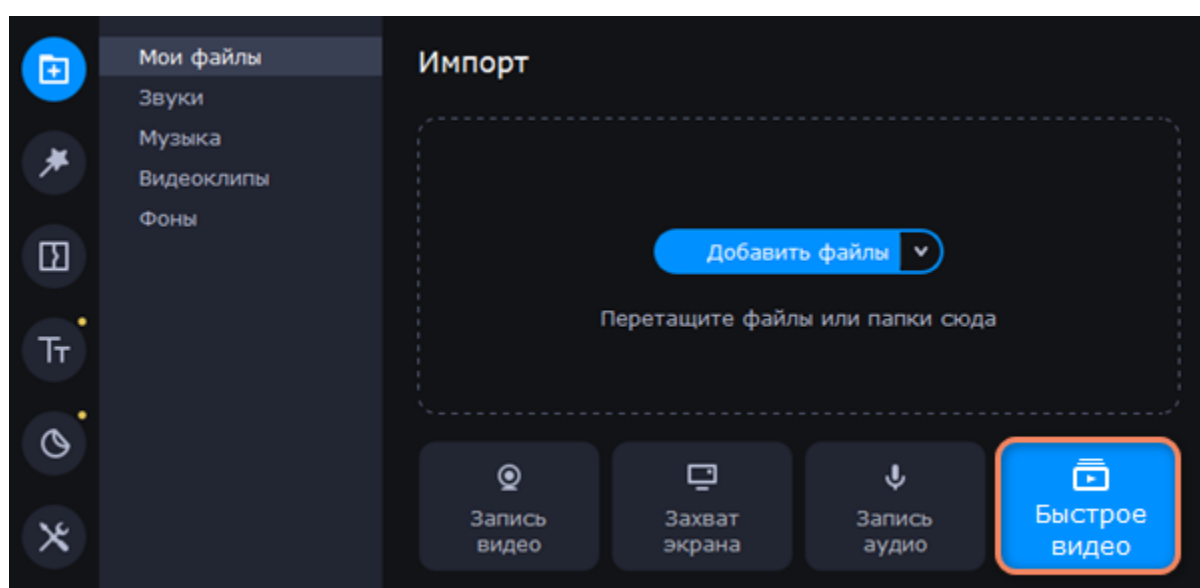 Мои файлы
Звуки
Музыка
Видеоклипы
Фоны
Импорт
Добавить файлы
Перетащите файлы или папки сюда
Запись
видео
Захват
экрана
Запись
аудио
Быстрое
видео
Тт